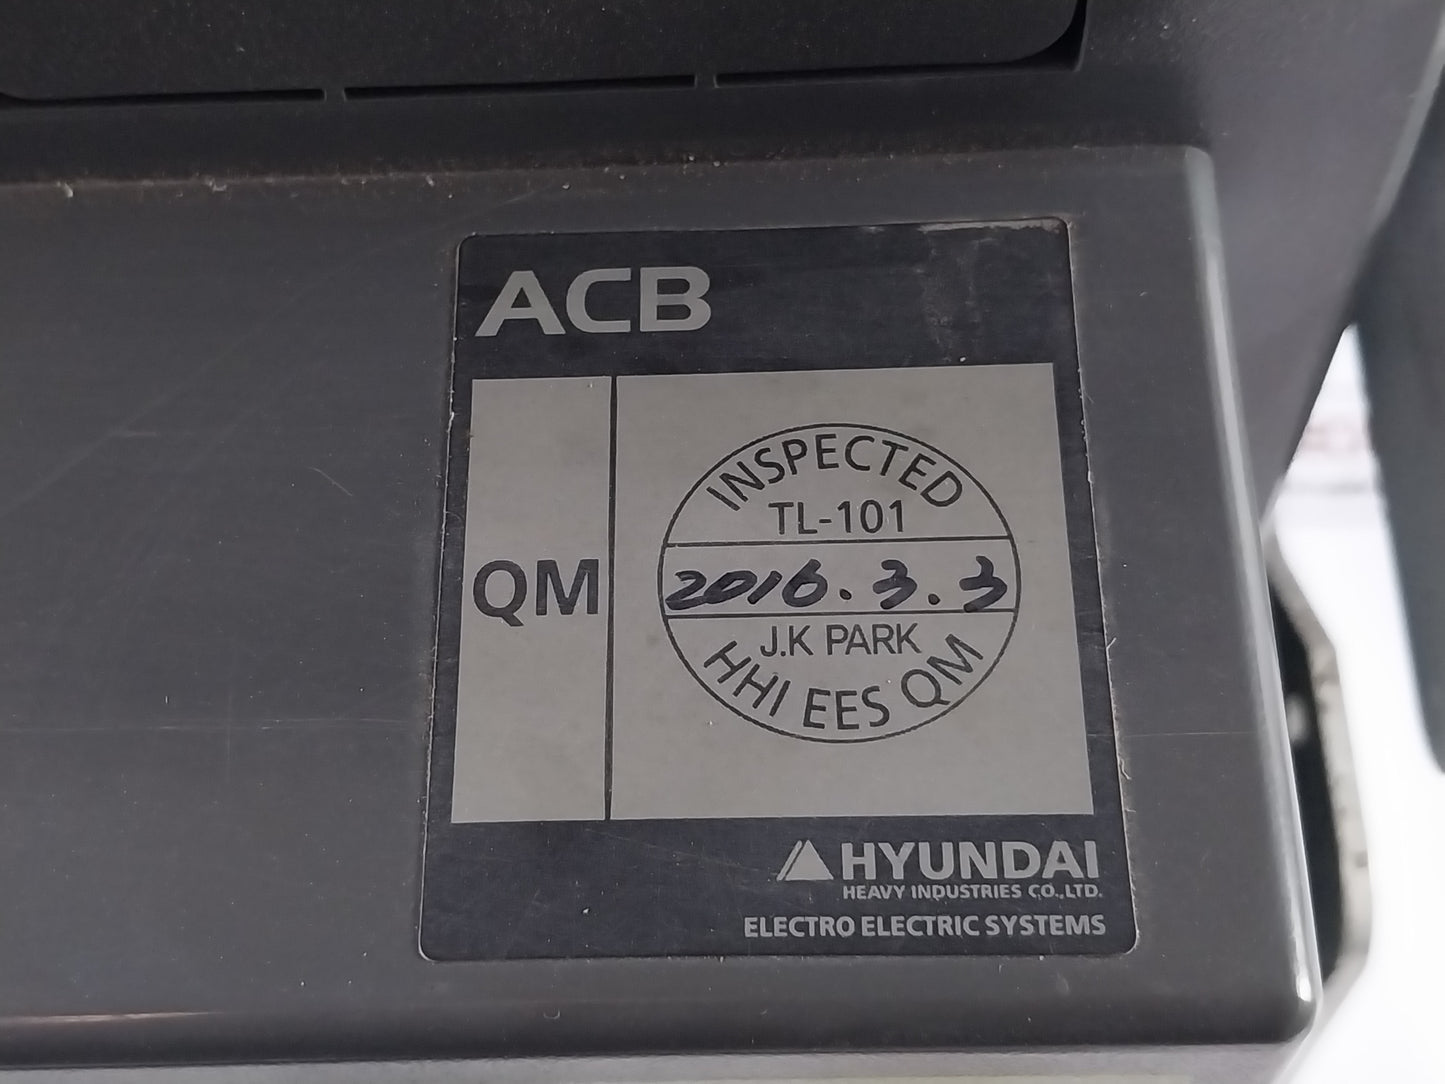 ACB
QM
INSPECTED
TL-101
2016.3.3
J.K PARK
HHI EES QM
HYUNDAI
HEAVY INDUSTRIES CO.,LTD.
ELECTRO ELECTRIC SYSTEMS